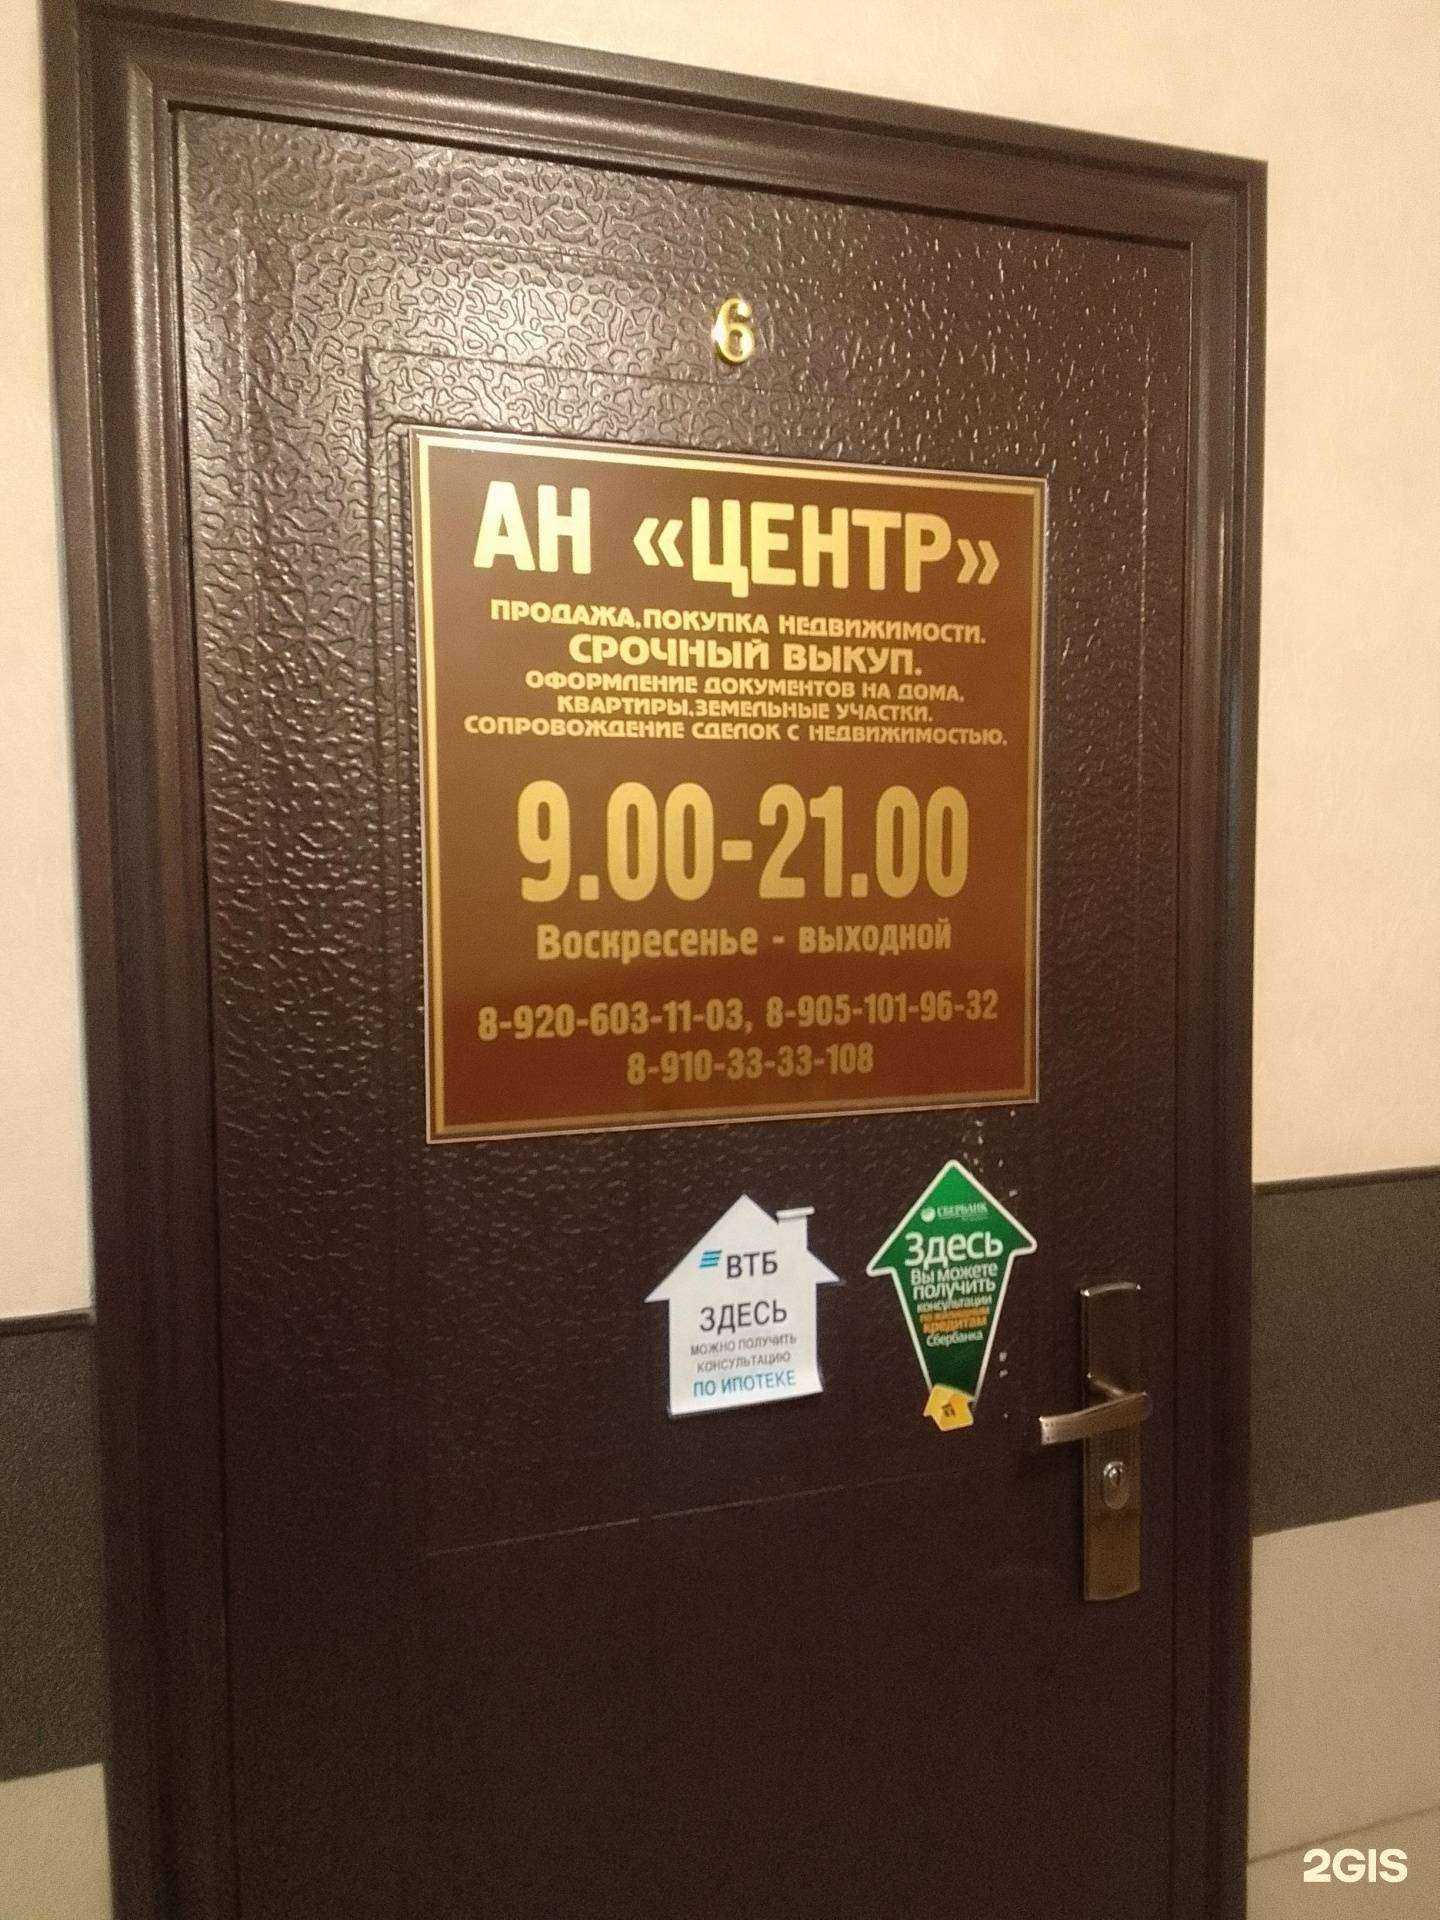 6
АН «ЦЕНТР»
ПРОДАЖА,ПОКУПКА НЕДВИЖИМОСТИ.
СРОЧНЫЙ ВЫКУП.
ОФОРМЛЕНИЕ ДОКУМЕНТОВ НА ДОМА,
КВАРТИРЫ,ЗЕМЕЛЬНЫЕ УЧАСТКИ.
СОПРОВОЖДЕНИЕ СДЕЛОК С НЕДВИЖИМОСТЬЮ.
9.00-21.00
Воскресенье - выходной
8-920-603-11-03, 8-905-101-96-32
8-910-33-33-108
ВТБ
ЗДЕСЬ
МОЖНО ПОЛУЧИТЬ
КОНСУЛЬТАЦИЮ
ПО ИПОТЕКЕ
СБЕРБАНК
Здесь
Вы можете
получить
консультации
по жилищным
кредитам
Сбербанка
2GIS